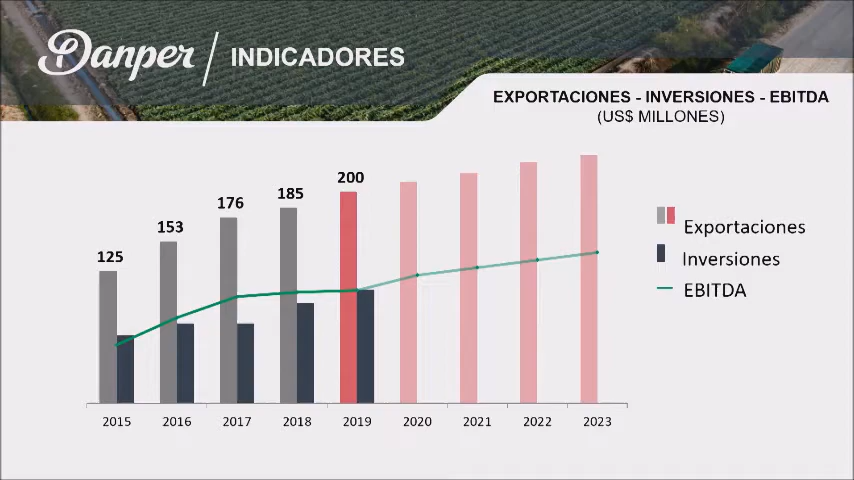 Danper
INDICADORES
EXPORTACIONES - INVERSIONES - EBITDA
(US$ MILLONES)
125
153
176
185
200
Exportaciones
Inversiones
EBITDA
2015 2016 2017 2018 2019 2020 2021 2022 2023